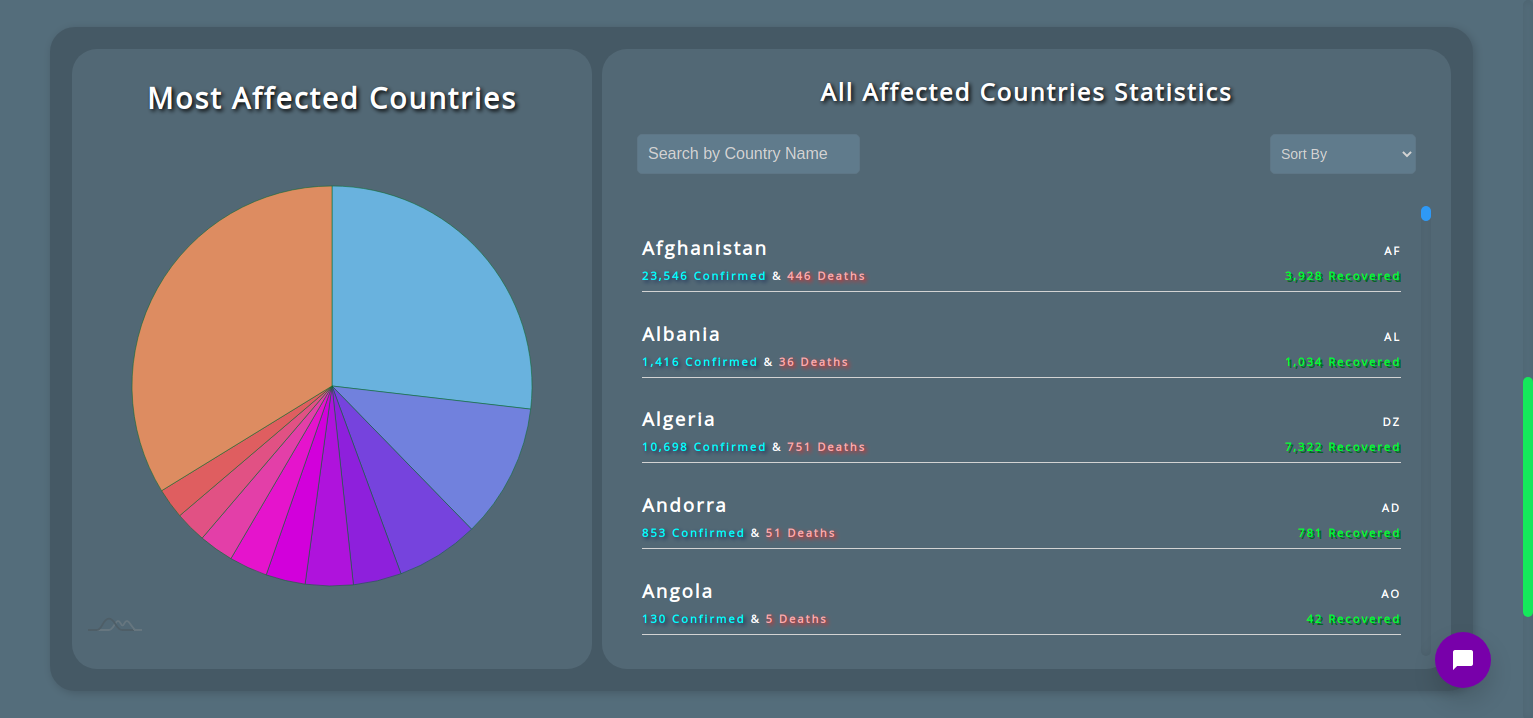 Most Affected Countries
All Affected Countries Statistics
Search by Country Name
Sort By
Afghanistan
AF
23,546 Confirmed & 446 Deaths
3,928 Recovered
Albania
AL
1,416 Confirmed & 36 Deaths
1,034 Recovered
Algeria
DZ
10,698 Confirmed & 751 Deaths
7,322 Recovered
Andorra
AD
853 Confirmed & 51 Deaths
781 Recovered
Angola
AO
130 Confirmed & 5 Deaths
42 Recovered